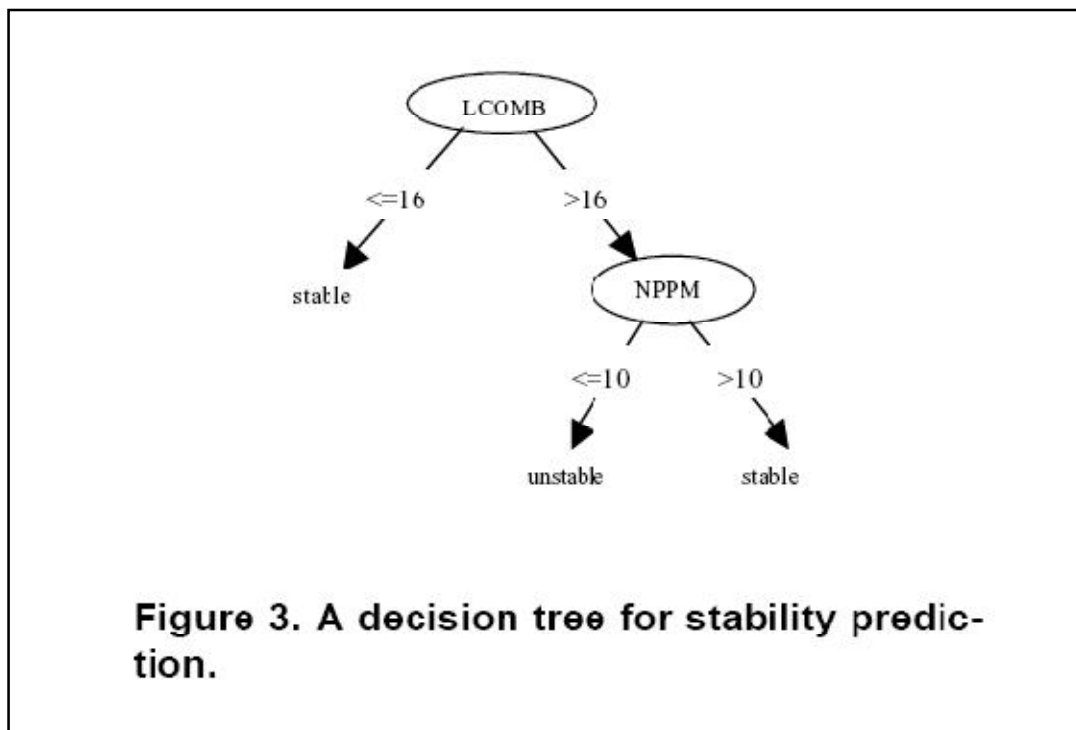 LCOMB
<=16 >16
stable
NPPM
<=10 >10
unstable stable
Figure 3. A decision tree for stability predic-
tion.